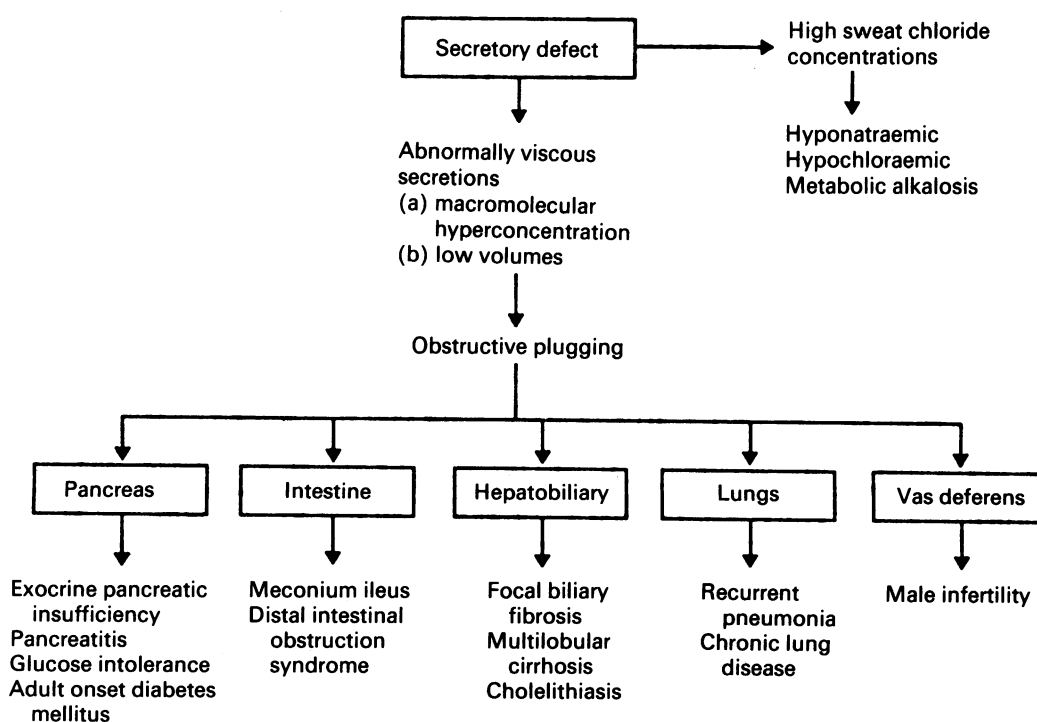 Secretory defect
High sweat chloride
concentrations
Hyponatraemic
Hypochloraemic
Metabolic alkalosis
Abnormally viscous
secretions
(a) macromolecular
hyperconcentration
(b) low volumes
Obstructive plugging
Pancreas
Intestine
Hepatobiliary
Lungs
Vas deferens
Exocrine pancreatic
insufficiency
Pancreatitis
Glucose intolerance
Adult onset diabetes
mellitus
Meconium ileus
Distal intestinal
obstruction
syndrome
Focal biliary
fibrosis
Multilobular
cirrhosis
Cholelithiasis
Recurrent
pneumonia
Chronic lung
disease
Male infertility